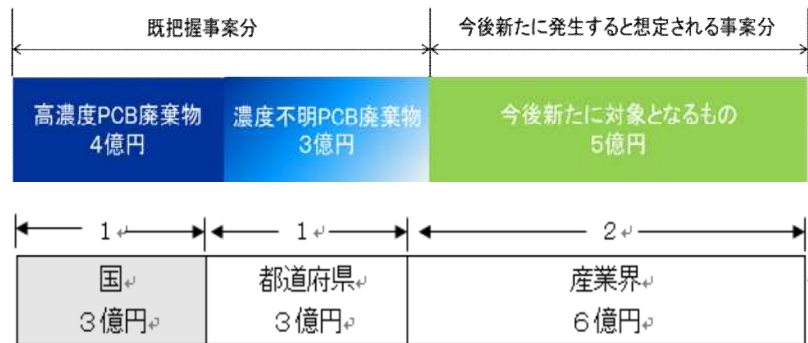 既把握事案分
今後新たに発生すると想定される事案分
高濃度PCB廃棄物
4億円
濃度不明PCB廃棄物
3億円
今後新たに対象となるもの
5億円
1↵
1↵
2↵
国↵
3億円↵
都道府県↵
3億円↵
産業界↵
6億円↵